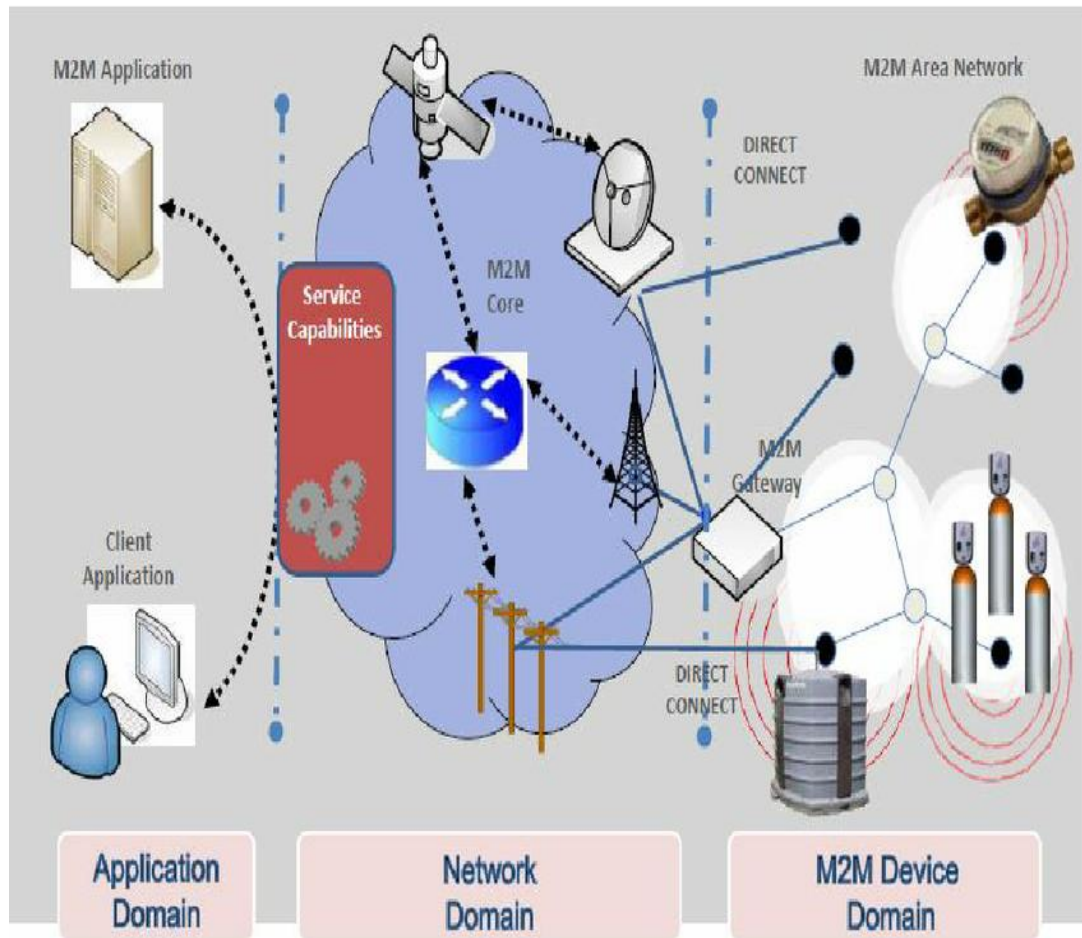 M2M Application
M2M Area Network
DIRECT
CONNECT
M2M
Core
Service
Capabilities
M2M
Gateway
Client
Application
DIRECT
CONNECT
Application
Domain
Network
Domain
M2M Device
Domain